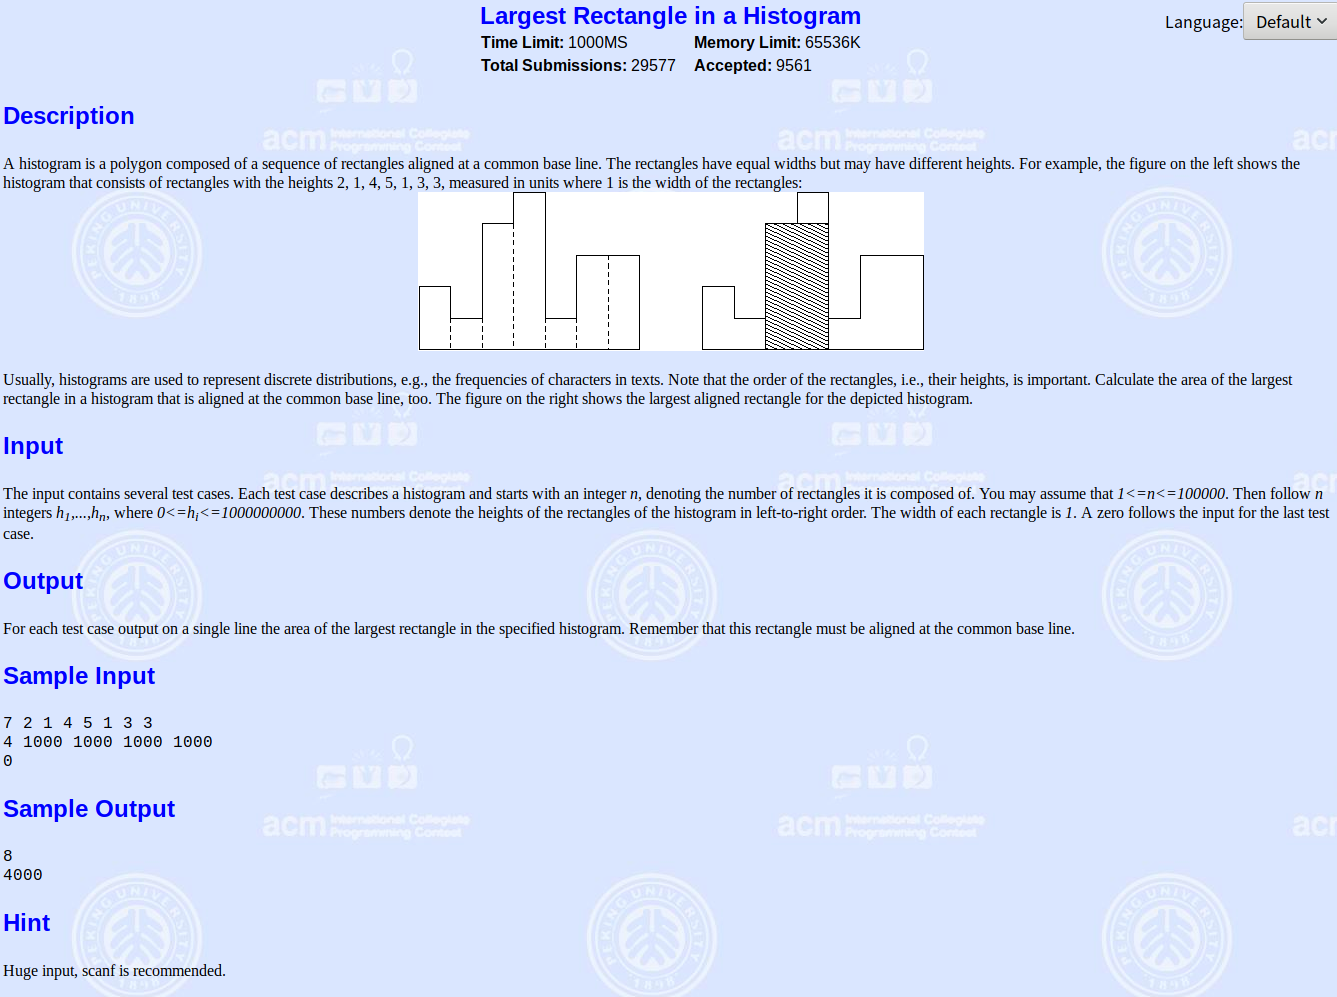 Largest Rectangle in a Histogram
Language: Default
Time Limit: 1000MS Memory Limit: 65536K
Total Submissions: 29577 Accepted: 9561
Description
A histogram is a polygon composed of a sequence of rectangles aligned at a common base line. The rectangles have equal widths but may have different heights. For example, the figure on the left shows the
histogram that consists of rectangles with the heights 2, 1, 4, 5, 1, 3, 3, measured in units where 1 is the width of the rectangles:
Usually, histograms are used to represent discrete distributions, e.g., the frequencies of characters in texts. Note that the order of the rectangles, i.e., their heights, is important. Calculate the area of the largest
rectangle in a histogram that is aligned at the common base line, too. The figure on the right shows the largest aligned rectangle for the depicted histogram.
Input
The input contains several test cases. Each test case describes a histogram and starts with an integer n, denoting the number of rectangles it is composed of. You may assume that 1<=n<=100000. Then follow n
integers h1,...,hn, where 0<=hi<=1000000000. These numbers denote the heights of the rectangles of the histogram in left-to-right order. The width of each rectangle is 1. A zero follows the input for the last test
case.
Output
For each test case output on a single line the area of the largest rectangle in the specified histogram. Remember that this rectangle must be aligned at the common base line.
Sample Input
7 2 1 4 5 1 3 3
4 1000 1000 1000 1000
0
Sample Output
8
4000
Hint
Huge input, scanf is recommended.
acm International Collegiate
Programming Contest
PEKING UNIVERSITY
1898